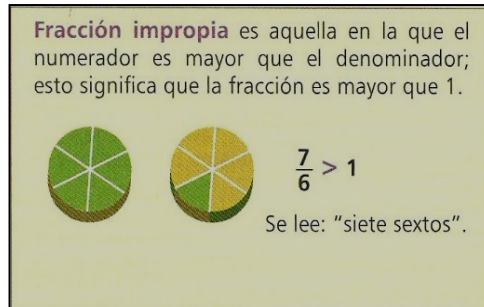 Fracción impropia es aquella en la que el
numerador es mayor que el denominador;
esto significa que la fracción es mayor que 1.
7/6 > 1
Se lee: "siete sextos".